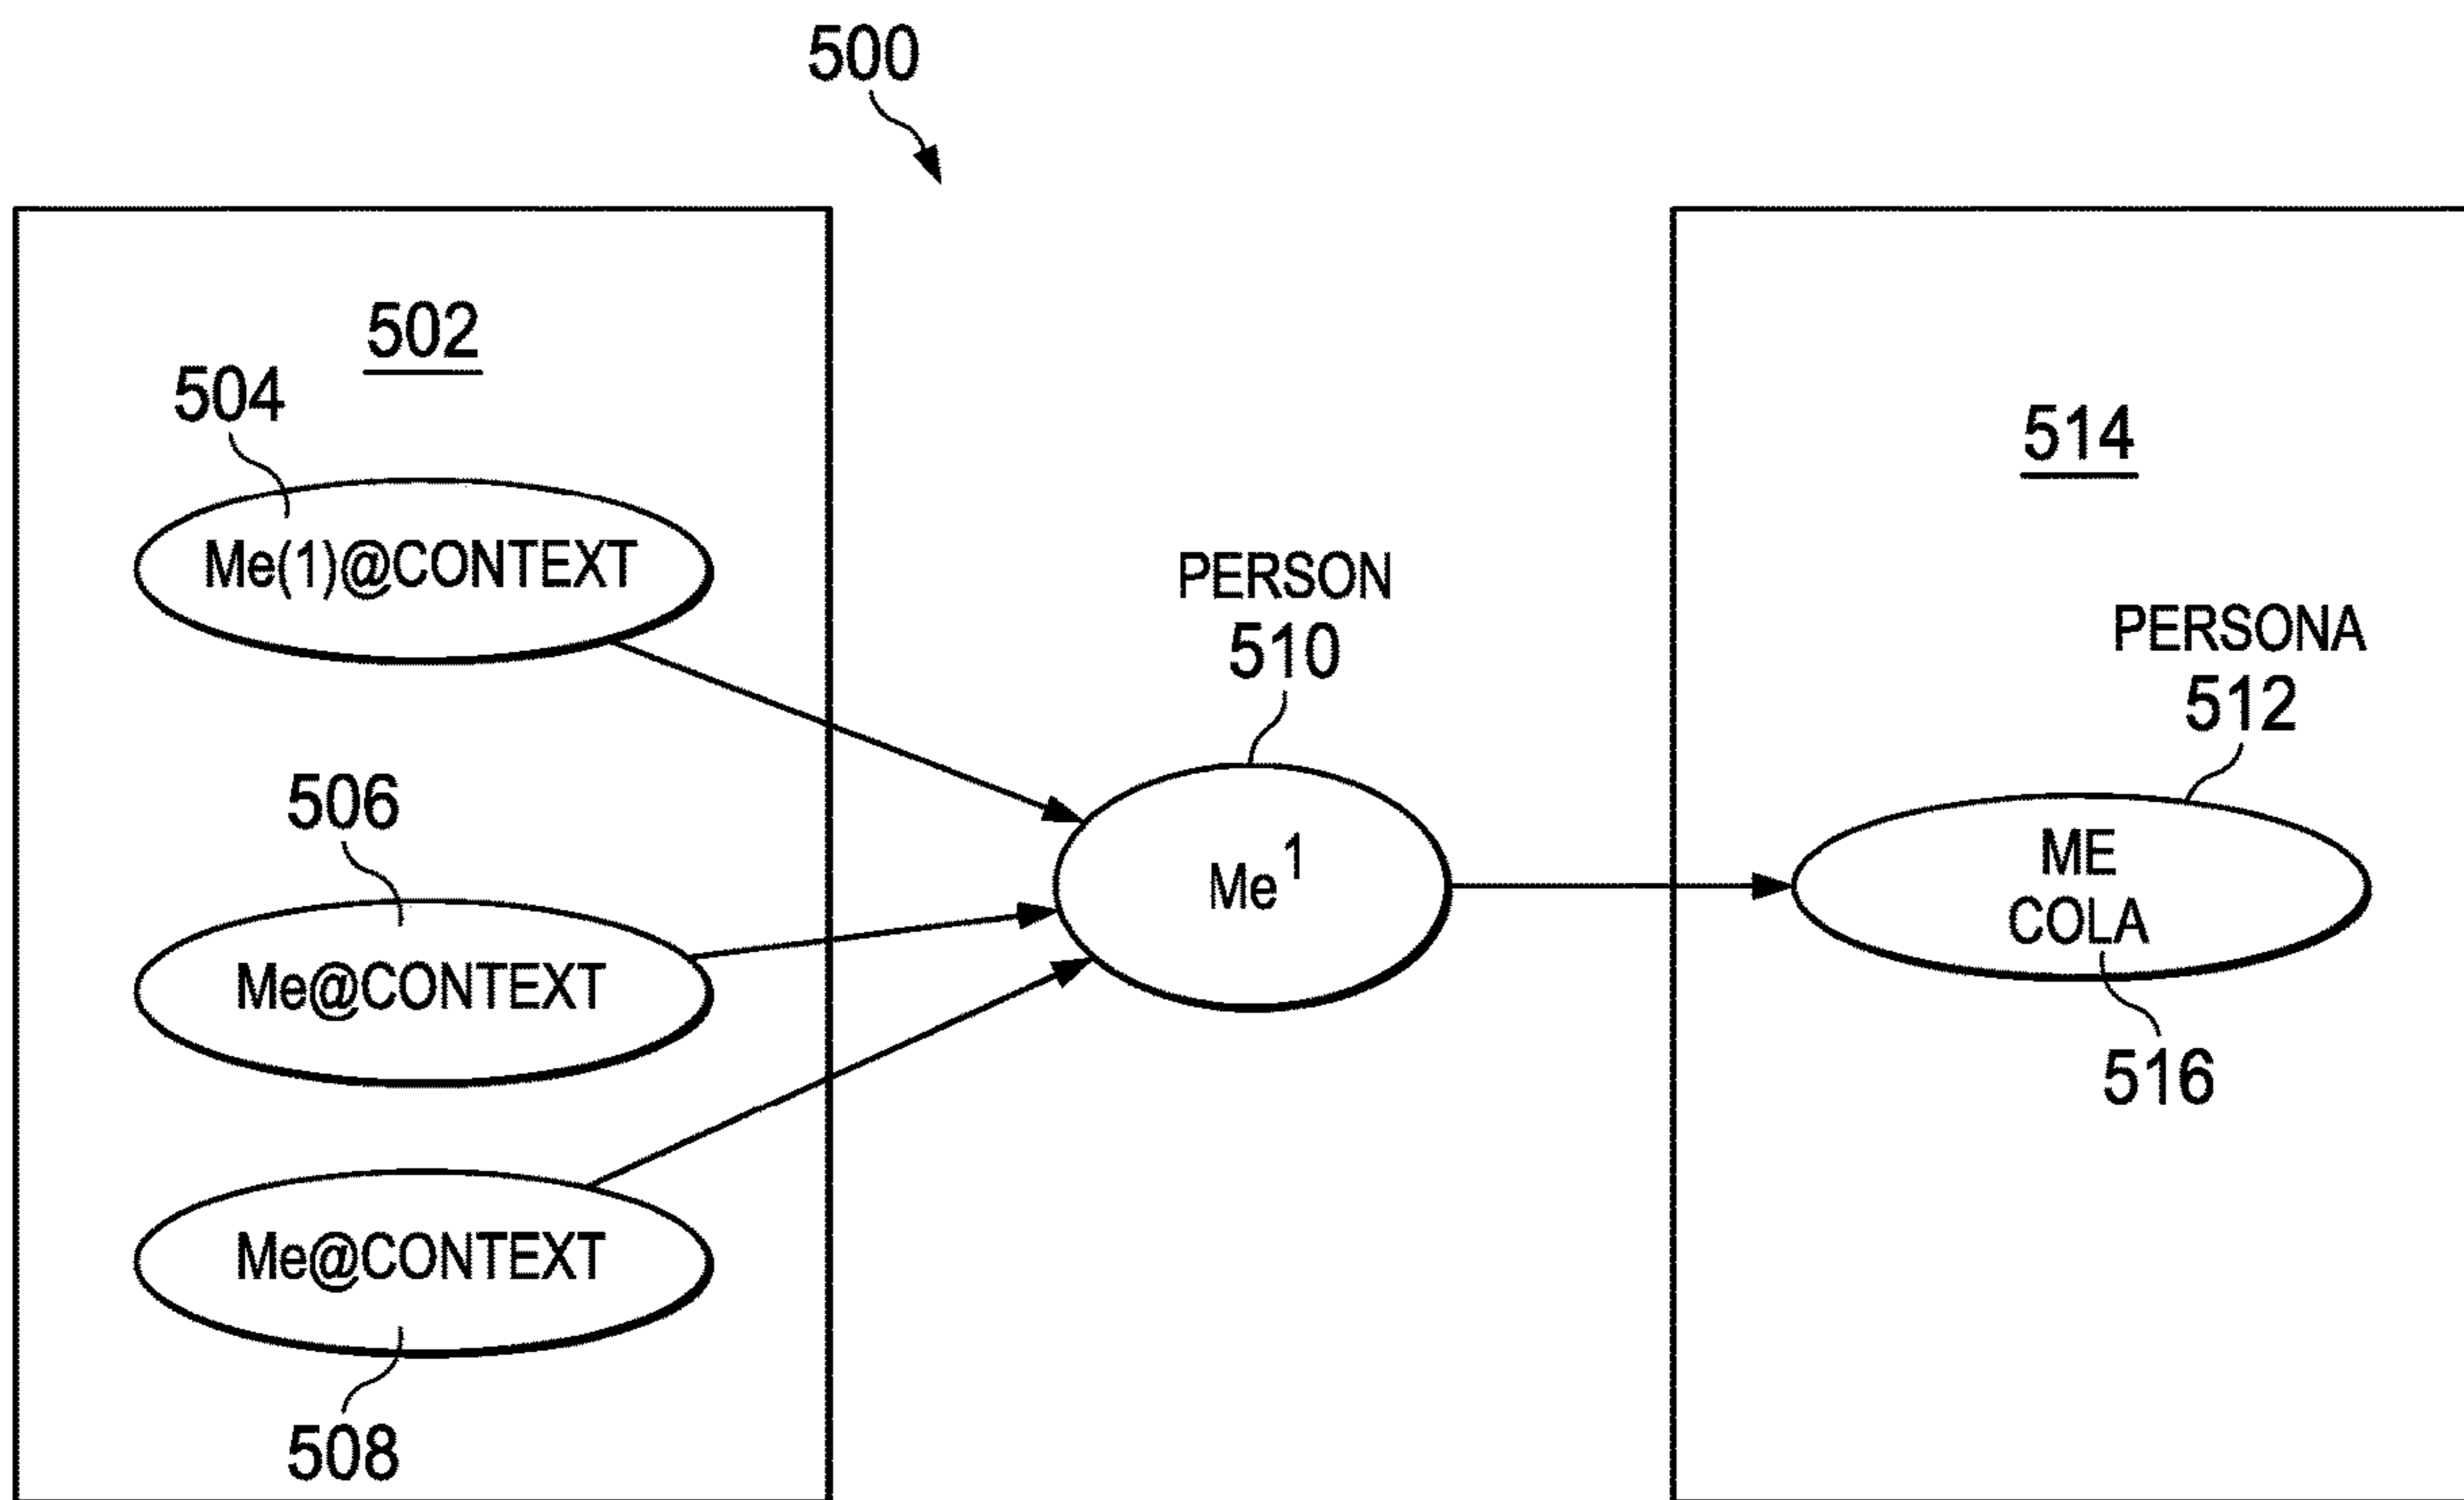 500
502
504
Me(1)@CONTEXT
506
Me@CONTEXT
Me@CONTEXT
508
PERSON
510
Me¹
514
PERSONA
512
ME
COLA
516